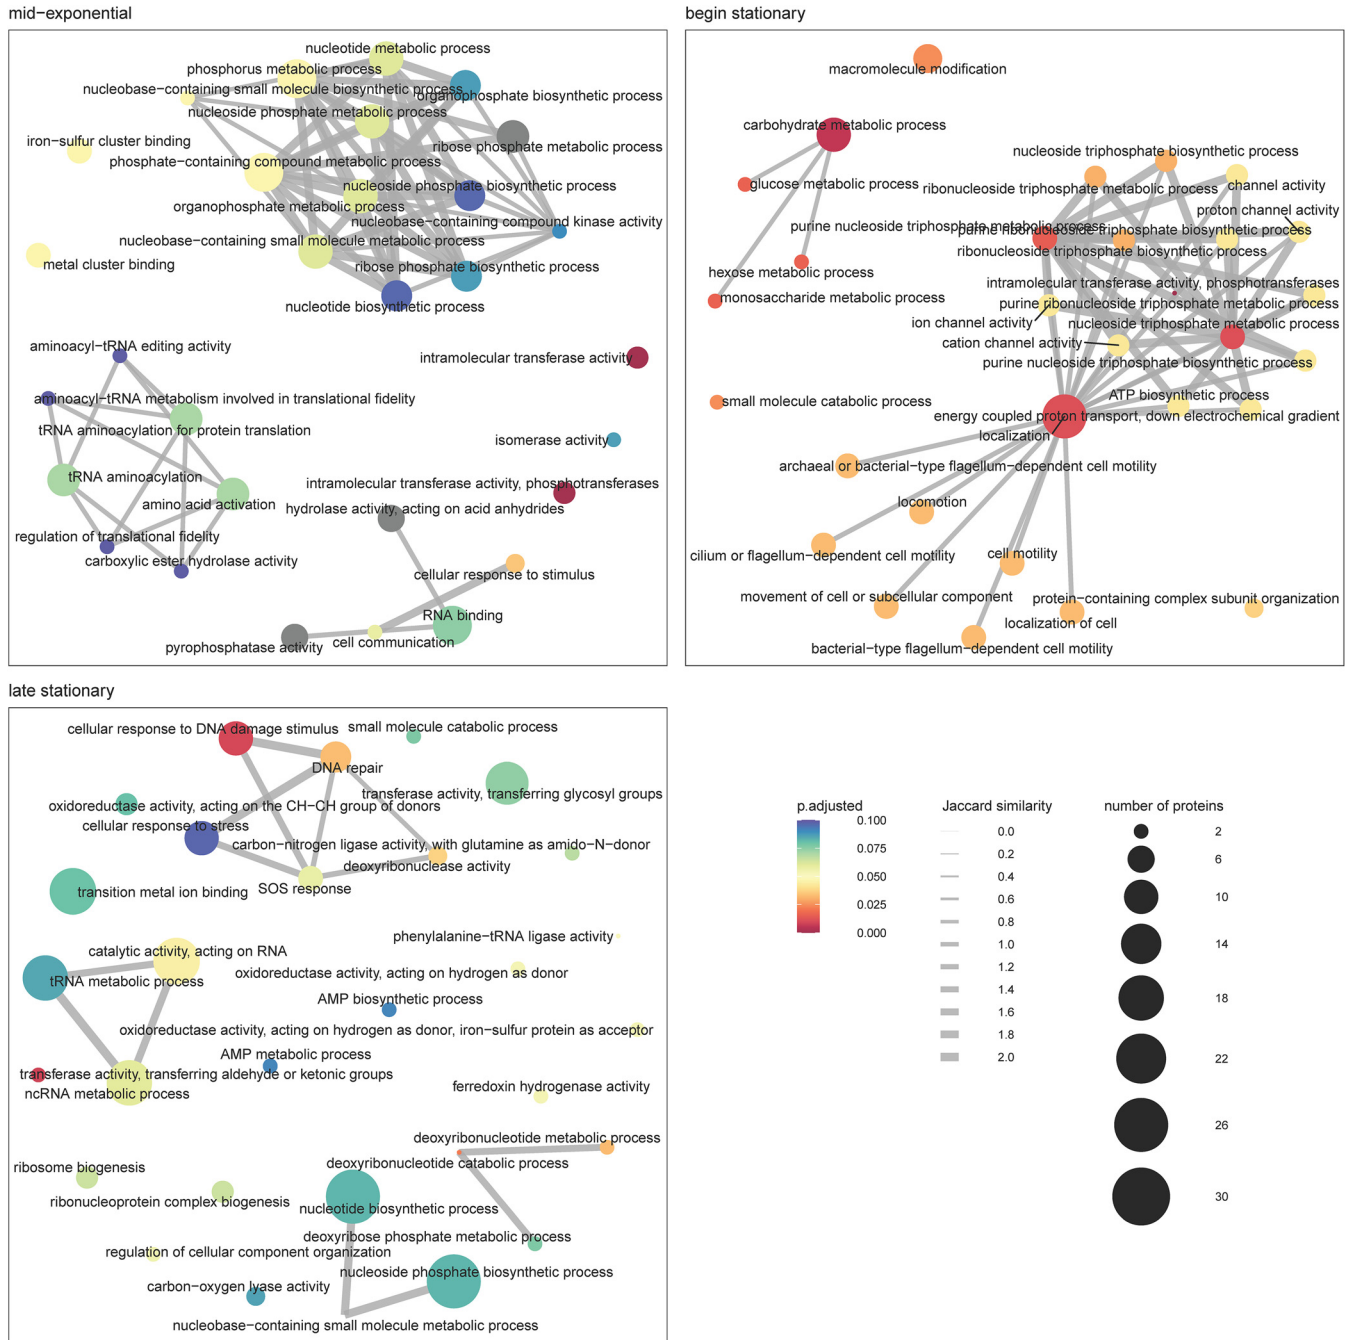 mid−exponential
nucleotide metabolic process
phosphorus metabolic process
nucleobase−containing small molecule biosynthetic process
organophosphate biosynthetic process
nucleoside phosphate metabolic process
iron−sulfur cluster binding
ribose phosphate metabolic process
phosphate−containing compound metabolic process
nucleoside phosphate biosynthetic process
organophosphate metabolic process
nucleobase−containing compound kinase activity
nucleobase−containing small molecule metabolic process
metal cluster binding
ribose phosphate biosynthetic process
nucleotide biosynthetic process
aminoacyl−tRNA editing activity
intramolecular transferase activity
aminoacyl−tRNA metabolism involved in translational fidelity
tRNA aminoacylation for protein translation
isomerase activity
tRNA aminoacylation
intramolecular transferase activity, phosphotransferases
amino acid activation
hydrolase activity, acting on acid anhydrides
regulation of translational fidelity
carboxylic ester hydrolase activity
cellular response to stimulus
RNA binding
pyrophosphatase activity
cell communication
begin stationary
macromolecule modification
carbohydrate metabolic process
nucleoside triphosphate biosynthetic process
glucose metabolic process
ribonucleoside triphosphate metabolic process
channel activity
proton channel activity
purine nucleoside triphosphate metabolic process
purine ribonucleoside triphosphate biosynthetic process
ribonucleoside triphosphate biosynthetic process
hexose metabolic process
intramolecular transferase activity, phosphotransferases
monosaccharide metabolic process
purine ribonucleoside triphosphate metabolic process
ion channel activity
nucleoside triphosphate metabolic process
cation channel activity
purine nucleoside triphosphate biosynthetic process
ATP biosynthetic process
small molecule catabolic process
energy coupled proton transport, down electrochemical gradient
localization
archaeal or bacterial−type flagellum−dependent cell motility
locomotion
cilium or flagellum−dependent cell motility
cell motility
movement of cell or subcellular component
protein−containing complex subunit organization
localization of cell
bacterial−type flagellum−dependent cell motility
late stationary
cellular response to DNA damage stimulus
small molecule catabolic process
DNA repair
transferase activity, transferring glycosyl groups
oxidoreductase activity, acting on the CH−CH group of donors
cellular response to stress
carbon−nitrogen ligase activity, with glutamine as amido−N−donor
deoxyribonuclease activity
SOS response
transition metal ion binding
phenylalanine−tRNA ligase activity
catalytic activity, acting on RNA
oxidoreductase activity, acting on hydrogen as donor
tRNA metabolic process
AMP biosynthetic process
oxidoreductase activity, acting on hydrogen as donor, iron−sulfur protein as acceptor
AMP metabolic process
transferase activity, transferring aldehyde or ketonic groups
ncRNA metabolic process
ferredoxin hydrogenase activity
deoxyribonucleotide metabolic process
deoxyribonucleotide catabolic process
ribosome biogenesis
ribonucleoprotein complex biogenesis
nucleotide biosynthetic process
deoxyribose phosphate metabolic process
regulation of cellular component organization
nucleoside phosphate biosynthetic process
carbon−oxygen lyase activity
nucleobase−containing small molecule metabolic process
p.adjusted
0.100
0.075
0.050
0.025
0.000
Jaccard similarity
0.0
0.2
0.4
0.6
0.8
1.0
1.2
1.4
1.6
1.8
2.0
number of proteins
2
6
10
14
18
22
26
30